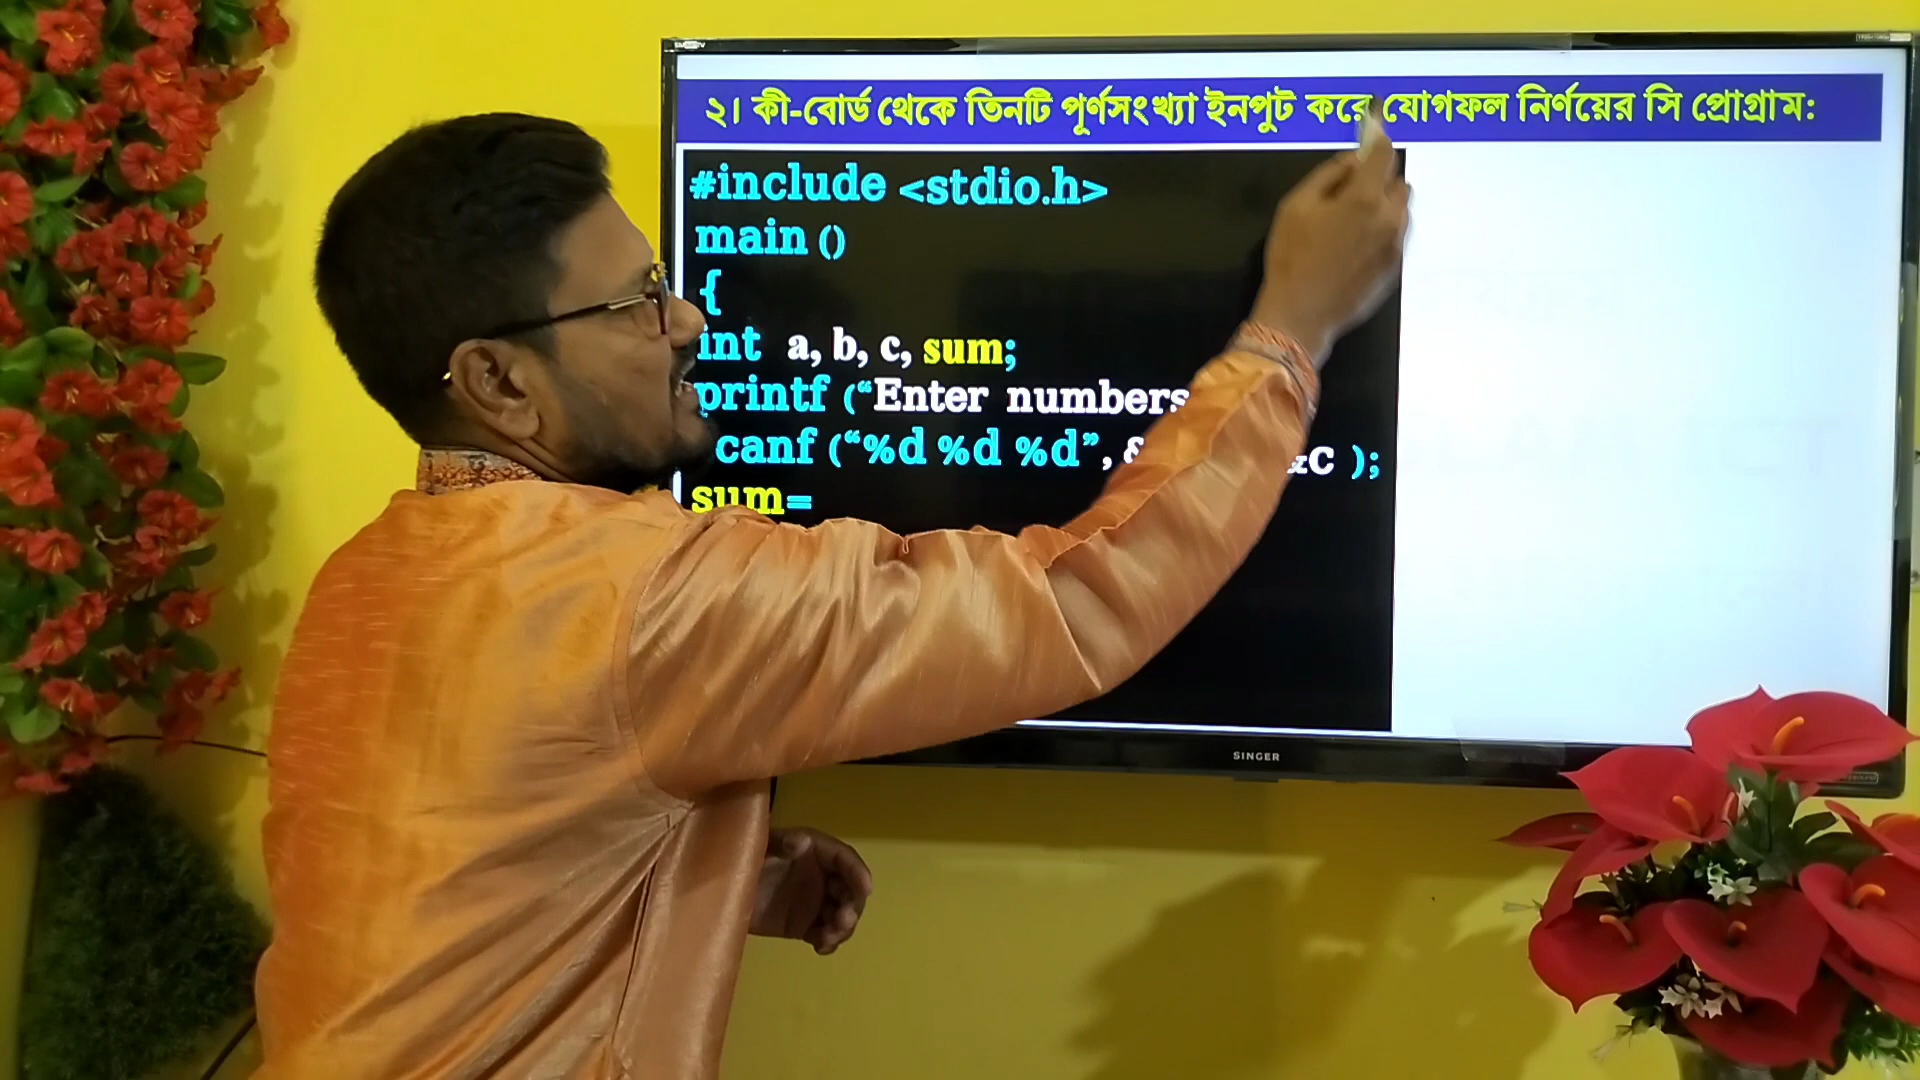 ২। কী-বোর্ড থেকে তিনটি পূর্ণসংখ্যা ইনপুট করে যোগফল নির্ণয়ের সি প্রোগ্রাম:
#include <stdio.h>
main ()
{
int a, b, c, sum;
printf (“Enter numbers
canf (“%d %d %d”, &C );
sum=
SINGER